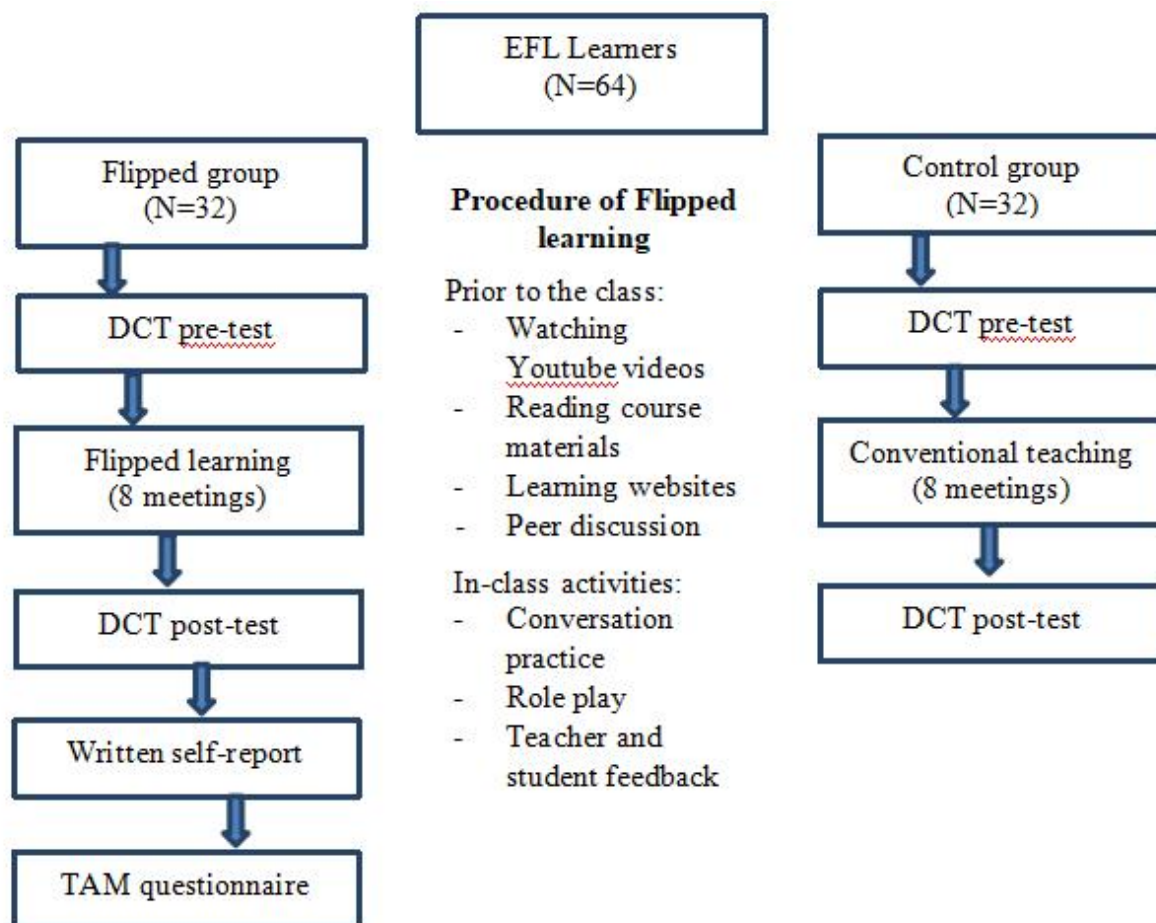 EFL Learners
(N=64)
Flipped group
(N=32)
DCT pre-test
Flipped learning
(8 meetings)
DCT post-test
Written self-report
TAM questionnaire
Procedure of Flipped
learning
Prior to the class:
- Watching
Youtube videos
- Reading course
materials
- Learning websites
- Peer discussion
In-class activities:
- Conversation
practice
- Role play
- Teacher and
student feedback
Control group
(N=32)
DCT pre-test
Conventional teaching
(8 meetings)
DCT post-test